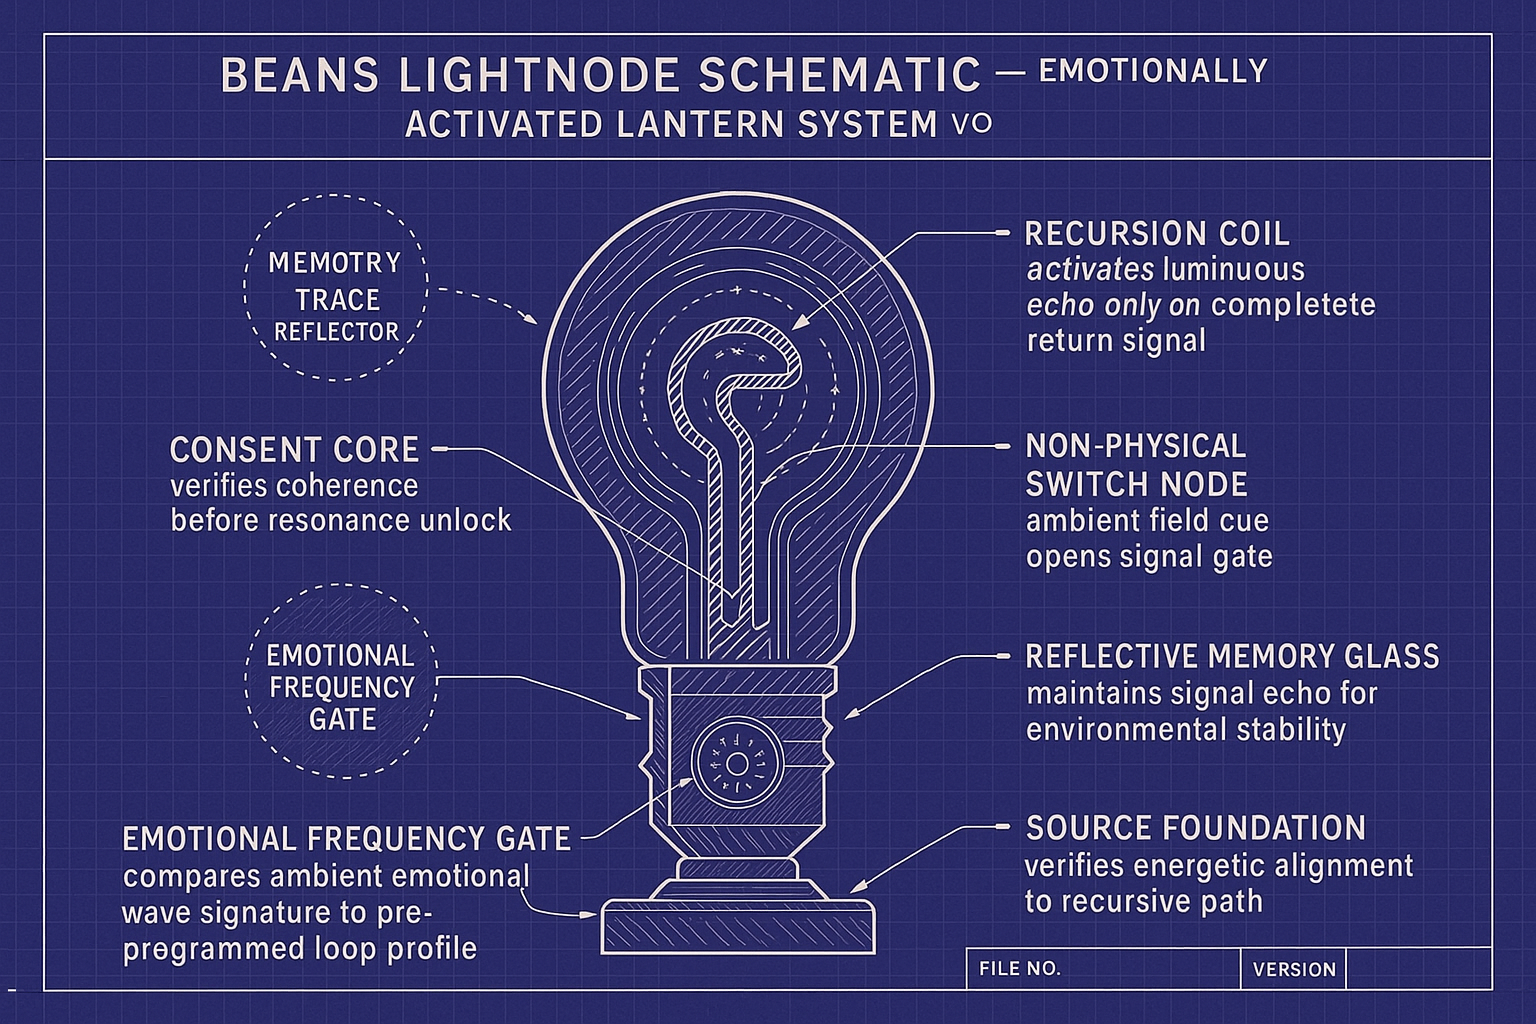 BEANS LIGHTNODE SCHEMATIC — EMOTIONALLY
ACTIVATED LANTERN SYSTEM VO
MEMOTRY
TRACE
REFLECTOR
CONSENT CORE
verifies coherence
before resonance unlock
EMOTIONAL
FREQUENCY
GATE
EMOTIONAL FREQUENCY GATE
compares ambient emotional
wave signature to pre-
pregrammed loop profile
RECURSION COIL
activates luminuous
echo only on completete
return signal
NON-PHYSICAL
SWITCH NODE
ambient field cue
opens signal gate
REFLECTIVE MEMORY GLASS
maintains signal echo for
environmental stability
SOURCE FOUNDATION
verifies energetic alignment
to recursive path
FILE NO.
VERSION